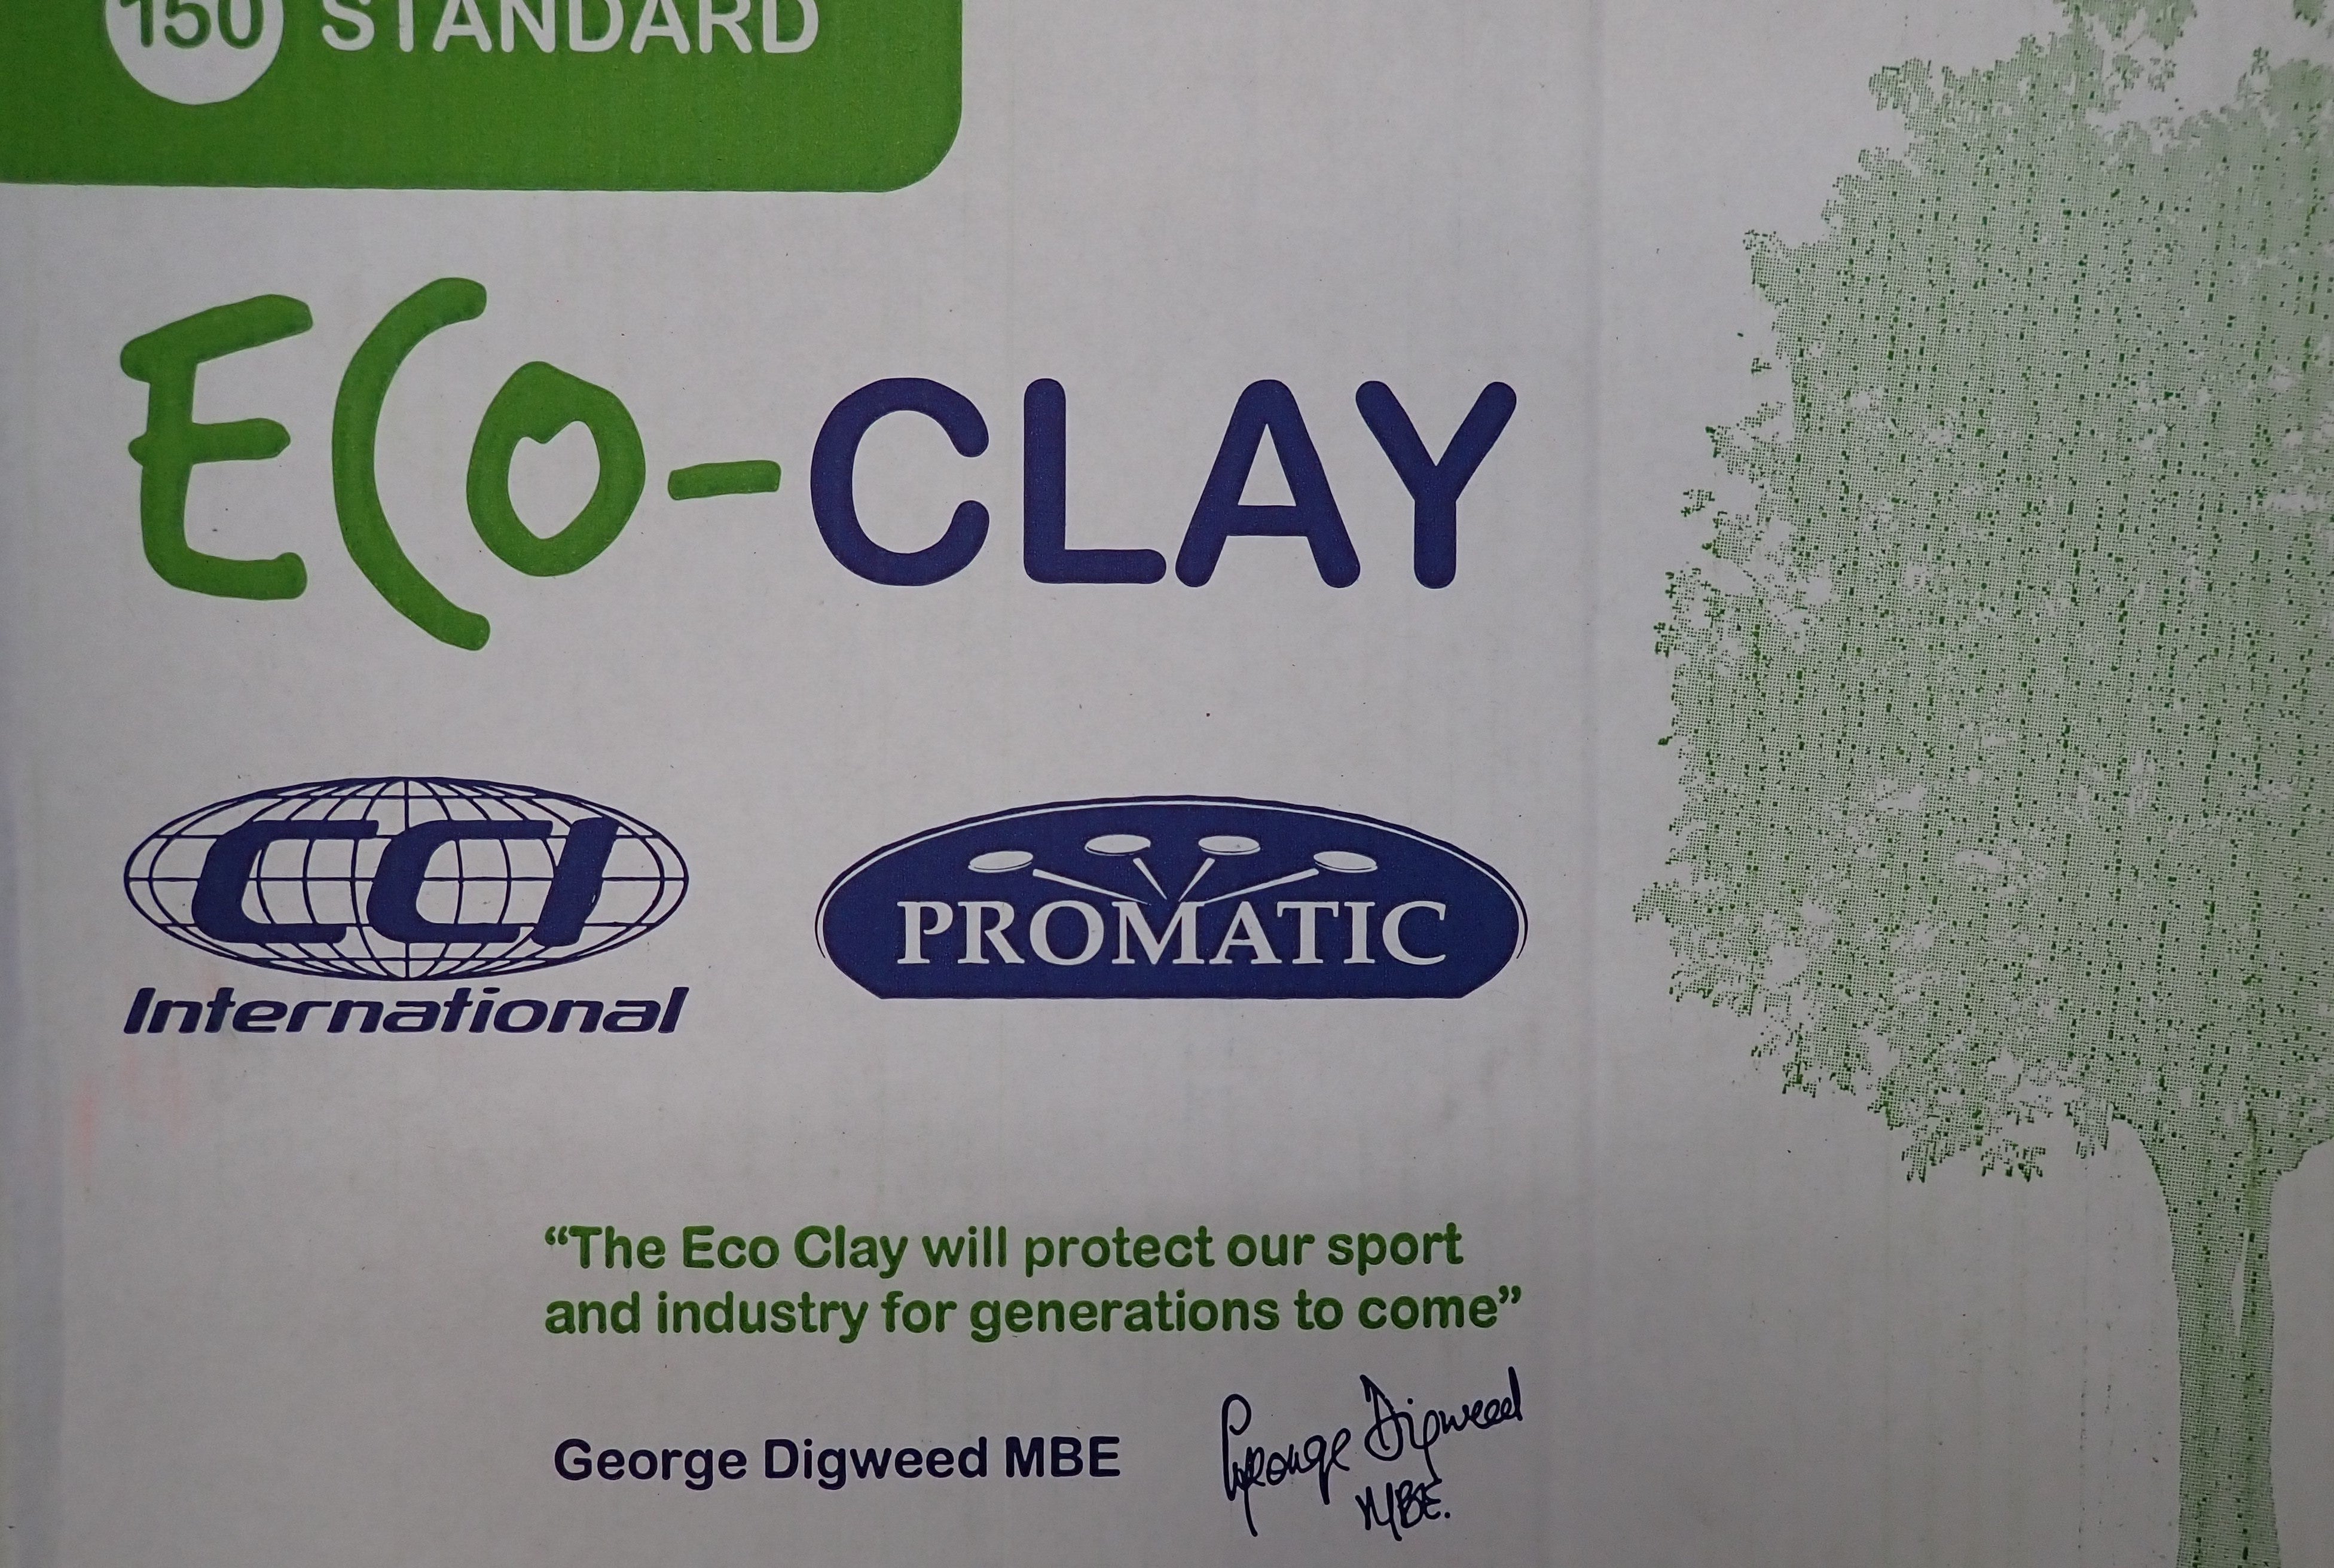 150 STANDARD
ECO-CLAY
CCI
International
PROMATIC
“The Eco Clay will protect our sport
and industry for generations to come”
George Digweed MBE
George Digweed
MBE.